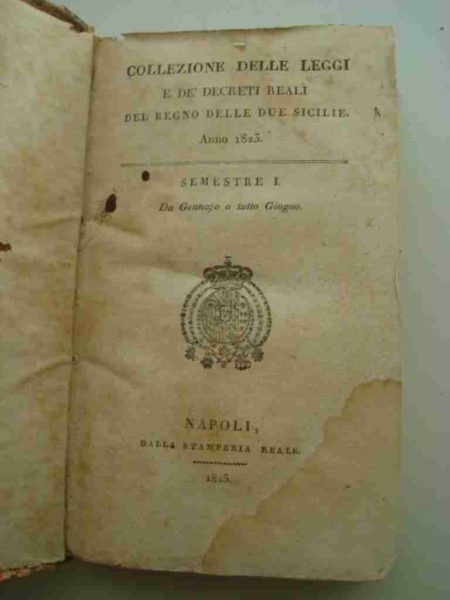 COLLEZIONE DELLE LEGGI
E DE' DECRETI REALI
DEL REGNO DELLE DUE SICILIE.
Anno 1823.
SEMESTRE I.
Da Gennajo a tutto Giugno.
NAPOLI,
DALLA STAMPERIA REALE.
1823.